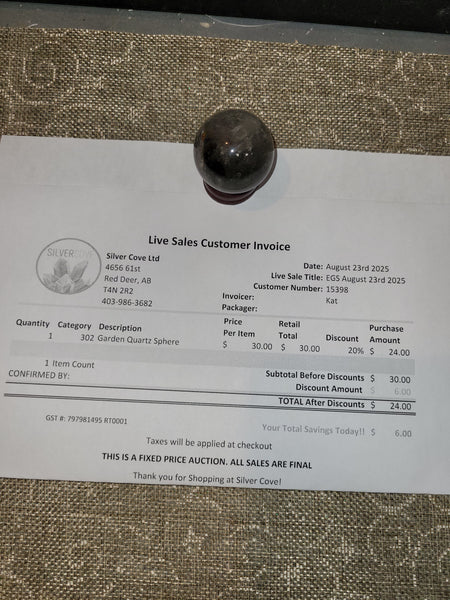 Live Sales Customer Invoice
SILVERCOVE
Silver Cove Ltd
4656 61st
Red Deer, AB
T4N 2R2
403-986-3682
Date: August 23rd 2025
Live Sale Title: EGS August 23rd 2025
Customer Number: 15398
Invoicer: Kat
Packager:
Quantity Category Description Price Per Item Retail Total Discount Purchase Amount
1 302 Garden Quartz Sphere $ 30.00 $ 30.00 20% $ 24.00
1 Item Count
CONFIRMED BY:
Subtotal Before Discounts $ 30.00
Discount Amount $ 6.00
TOTAL After Discounts $ 24.00
GST #: 797981495 RT0001
Your Total Savings Today!! $ 6.00
Taxes will be applied at checkout
THIS IS A FIXED PRICE AUCTION. ALL SALES ARE FINAL
Thank you for Shopping at Silver Cove!